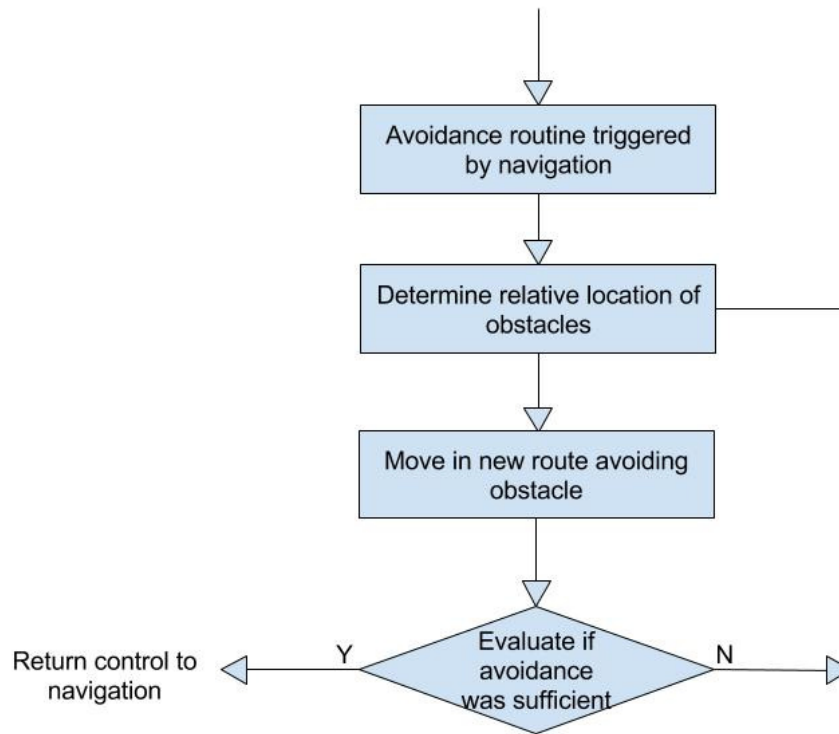 Avoidance routine triggered
by navigation
Determine relative location of
obstacles
Move in new route avoiding
obstacle
Evaluate if
avoidance
was sufficient
Y
N
Return control to
navigation